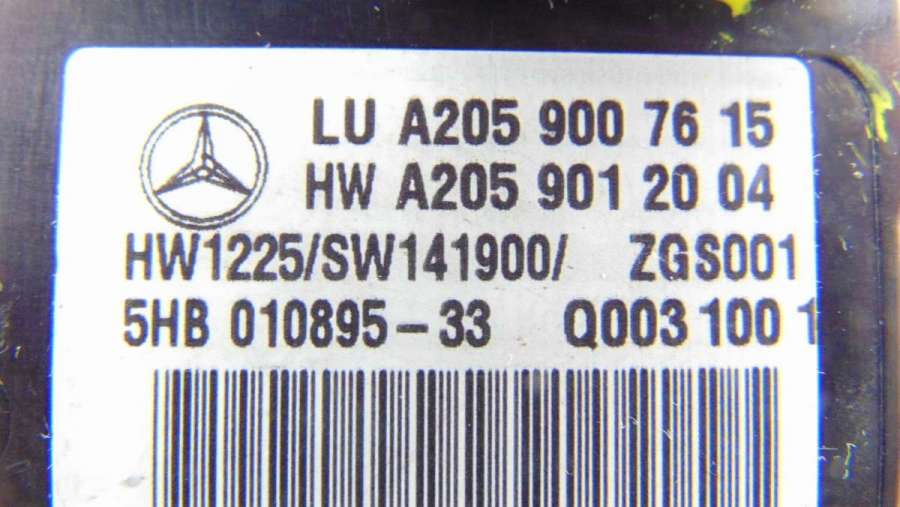 LU A205 900 76 15
HW A205 901 20 04
HW1225/SW141900/ ZGS001
5HB 010895-33 Q003 100 1